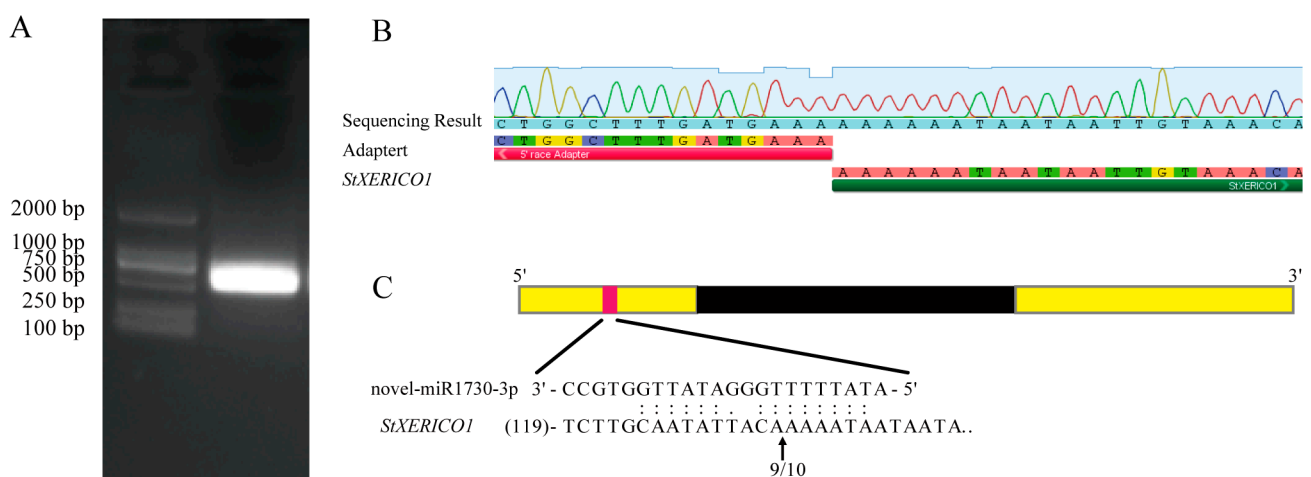 A
2000 bp
1000 bp
750 bp
500 bp
250 bp
100 bp
B
Sequencing Result C T G G C T T T G A T G A A A A A A A A A T A A T A A T T G T A A A C A
Adaptert C T G G C T T T G A T G A A A
5' race Adapter
StXERICO1 A A A A A A T A A T A A T T G T A A A C A
StXERICO1
C
5' 3'
novel-miR1730-3p 3' - CCGTGGTTATAGGGTTTTTATA - 5'
: : : : : : . : : : : : : : :
StXERICO1 (119)- TCTTGCAATATTACAAAAATAATAATA..
9/10